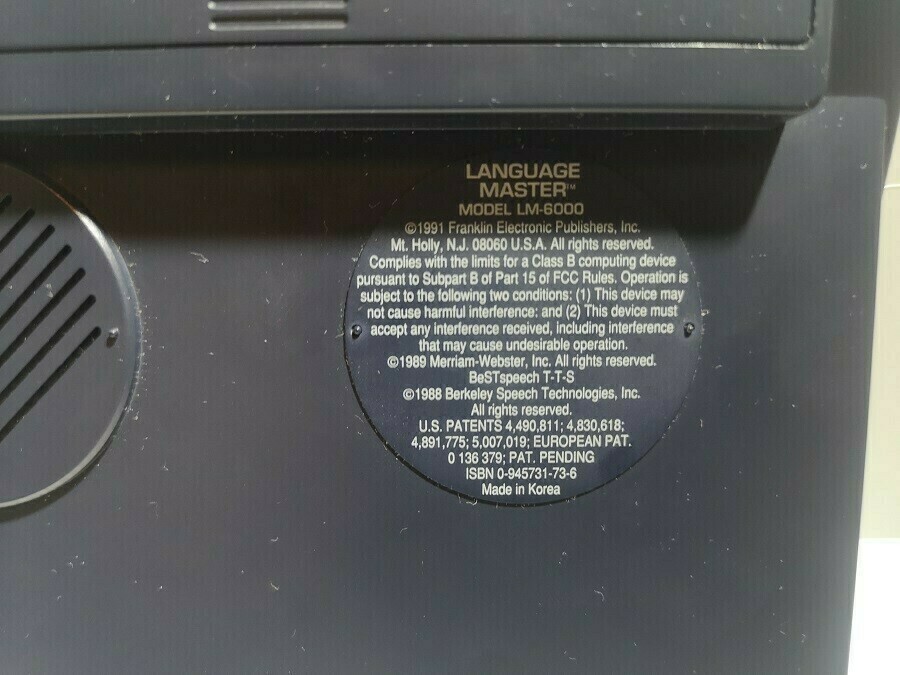 LANGUAGE
MASTER™
MODEL LM-6000
©1991 Franklin Electronic Publishers, Inc.
Mt. Holly, N.J. 08060 U.S.A. All rights reserved.
Complies with the limits for a Class B computing device
pursuant to Subpart B of Part 15 of FCC Rules. Operation is
subject to the following two conditions: (1) This device may
not cause harmful interference: and (2) This device must
accept any interference received, including interference
that may cause undesirable operation.
©1989 Merriam-Webster, Inc. All rights reserved.
BeSTspeech T-T-S
©1988 Berkeley Speech Technologies, Inc.
All rights reserved.
U.S. PATENTS 4,490,811; 4,830,618;
4,891,775; 5,007,019; EUROPEAN PAT.
0 136 379; PAT. PENDING
ISBN 0-945731-73-6
Made in Korea